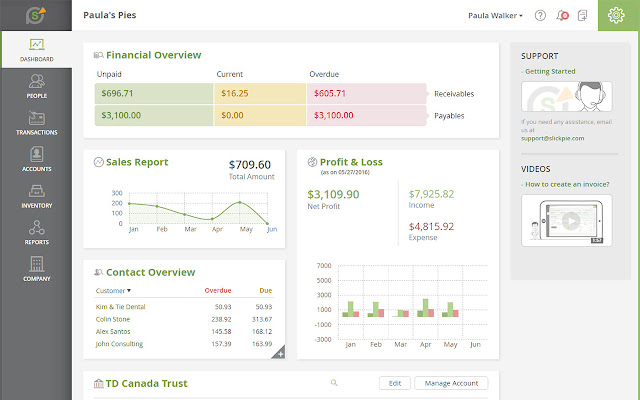 S
Paula's Pies
Paula Walker
?
8
DASHBOARD
PEOPLE
TRANSACTIONS
ACCOUNTS
INVENTORY
REPORTS
COMPANY
Financial Overview
Unpaid Current Overdue
$696.71 $16.25 $605.71 Receivables
$3,100.00 $0.00 $3,100.00 Payables
Sales Report
$709.60
Total Amount
300
200
100
0
Jan Feb Mar Apr May Jun
Profit & Loss
(as on 05/27/2016)
$3,109.90
Net Profit
$7,925.82
Income
$4,815.92
Expense
7000
5000
3000
1000
-1000
-3000
Jan Feb Mar Apr May Jun
Contact Overview
Customer Overdue Due
Kim & Tie Dental 50.93 50.93
Colin Stone 238.92 313.67
Alex Santos 145.58 168.12
John Consulting 157.39 163.99
TD Canada Trust
Edit
Manage Account
SUPPORT
- Getting Started
S
If you need any assistance, email
us at
support@slickpie.com
VIDEOS
- How to create an invoice?